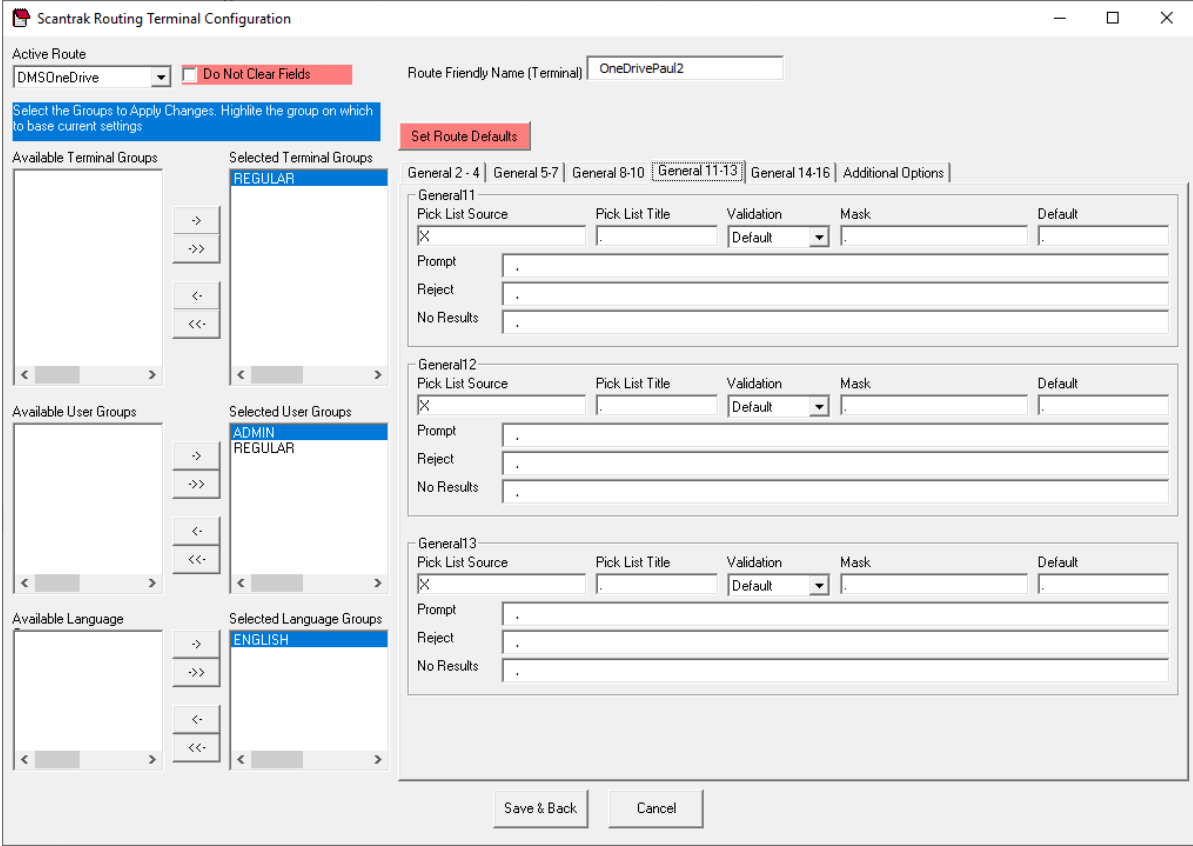 Scantrak Routing Terminal Configuration
Active Route
DMSOneDrive
Do Not Clear Fields
Route Friendly Name (Terminal)
OneDrivePaul2
Select the Groups to Apply Changes. Highlite the group on which
to base current settings
Set Route Defaults
Available Terminal Groups
Selected Terminal Groups
REGULAR
->
->>
<-
<<-
Available User Groups
Selected User Groups
ADMIN
REGULAR
->
->>
<-
<<-
Available Language
Selected Language Groups
ENGLISH
->
->>
<-
<<-
General 2 - 4
General 5-7
General 8-10
General 11-13
General 14-16
Additional Options
General11
Pick List Source
Pick List Title
Validation
Mask
Default
X
.
Default
.
.
Prompt
.
Reject
.
No Results
.
General12
Pick List Source
Pick List Title
Validation
Mask
Default
X
.
Default
.
.
Prompt
.
Reject
.
No Results
.
General13
Pick List Source
Pick List Title
Validation
Mask
Default
X
.
Default
.
.
Prompt
.
Reject
.
No Results
.
Save & Back
Cancel